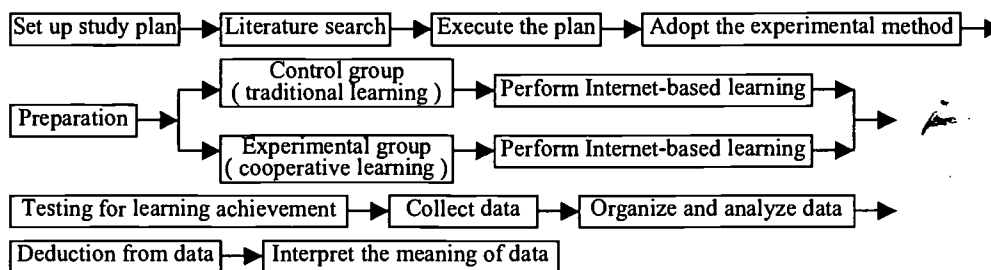 Set up study plan Literature search Execute the plan Adopt the experimental method
Control group
( traditional learning ) Perform Internet-based learning
Preparation
Experimental group
( cooperative learning ) Perform Internet-based learning
Testing for learning achievement Collect data Organize and analyze data
Deduction from data Interpret the meaning of data